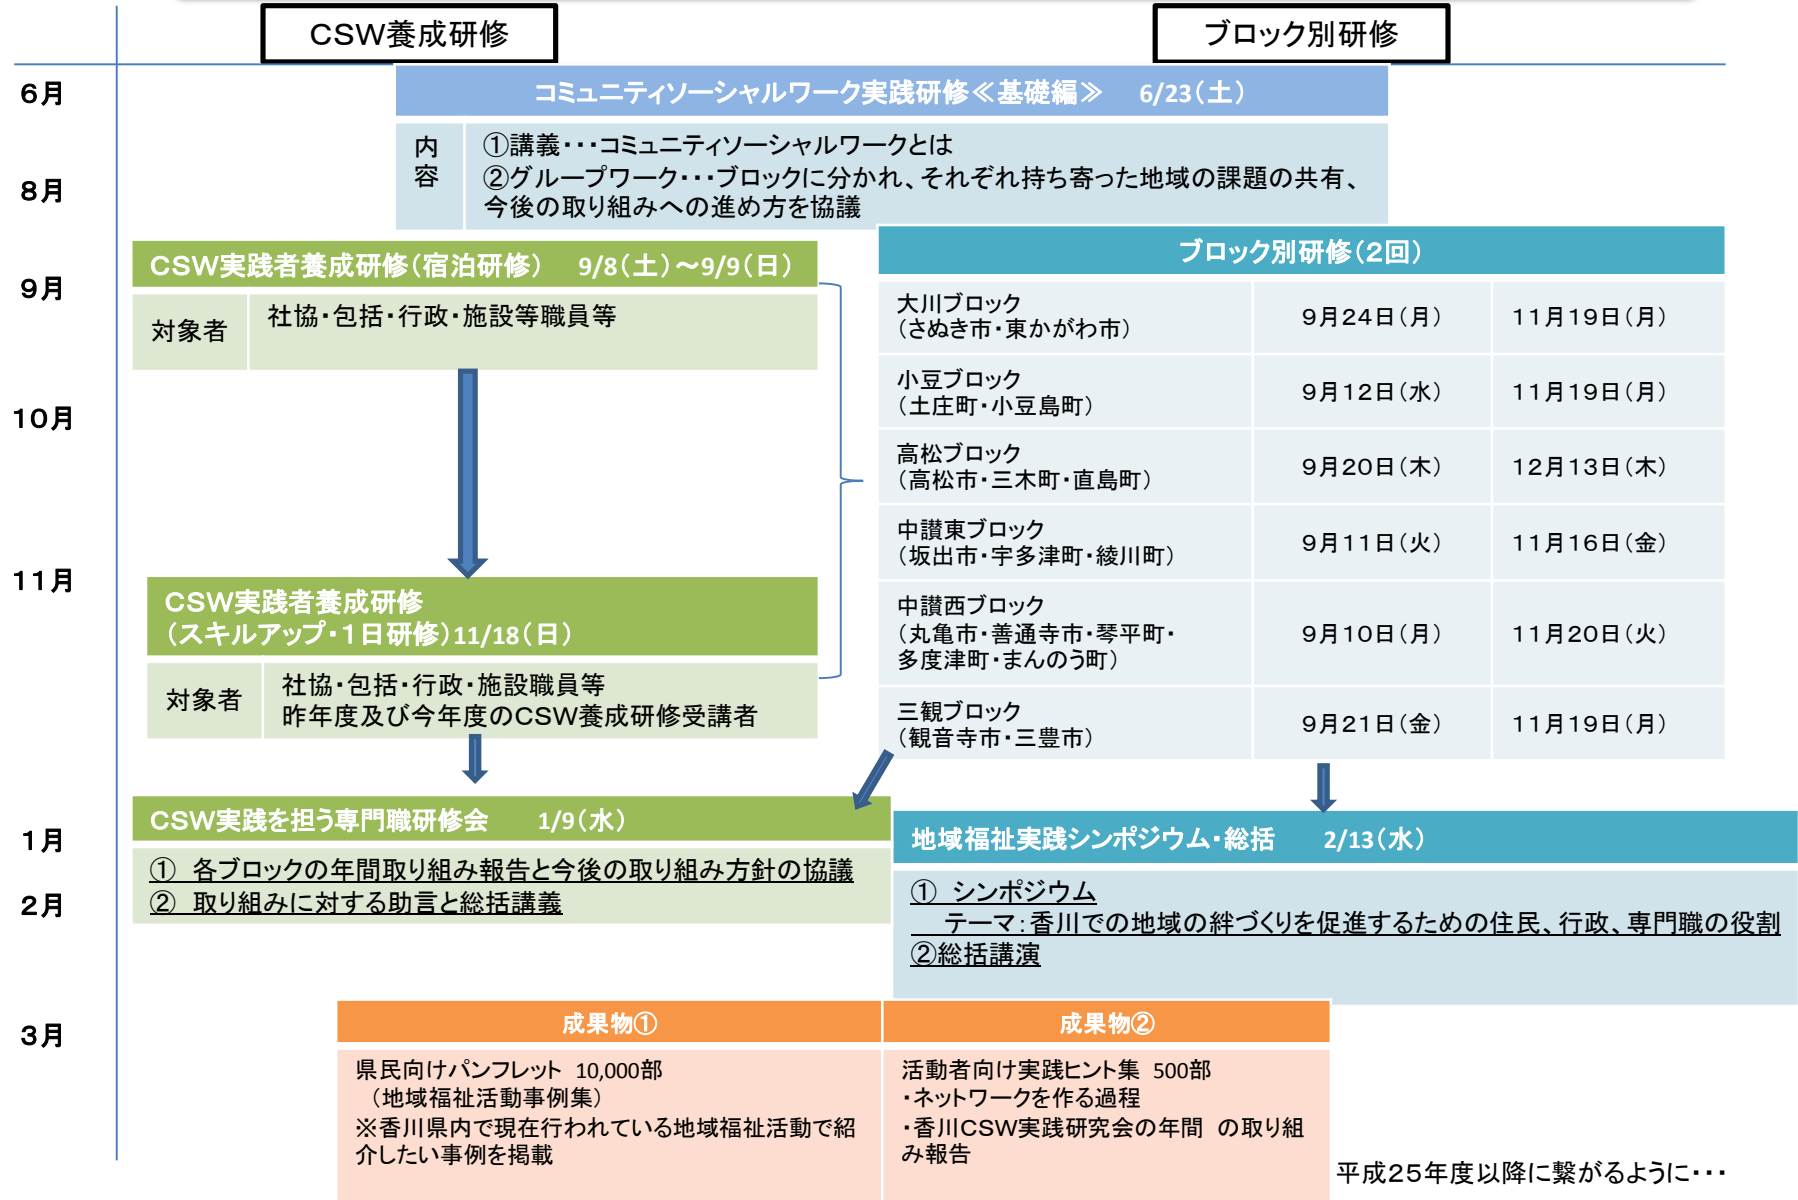 CSW養成研修
ブロック別研修
6月
8月
9月
10月
11月
1月
2月
3月
コミュニティソーシャルワーク実践研修≪基礎編≫ 6/23(土)
内容
①講義・・・コミュニティソーシャルワークとは
②グループワーク・・・ブロックに分かれ、それぞれ持ち寄った地域の課題の共有、
今後の取り組みへの進め方を協議
CSW実践者養成研修(宿泊研修) 9/8(土)～9/9(日)
対象者
社協・包括・行政・施設等職員等
CSW実践者養成研修
(スキルアップ・1日研修)11/18(日)
対象者
社協・包括・行政・施設職員等
昨年度及び今年度のCSW養成研修受講者
ブロック別研修(2回)
大川ブロック
(さぬき市・東かがわ市)
9月24日(月)
11月19日(月)
小豆ブロック
(土庄町・小豆島町)
9月12日(水)
11月19日(月)
高松ブロック
(高松市・三木町・直島町)
9月20日(木)
12月13日(木)
中讃東ブロック
(坂出市・宇多津町・綾川町)
9月11日(火)
11月16日(金)
中讃西ブロック
(丸亀市・善通寺市・琴平町・
多度津町・まんのう町)
9月10日(月)
11月20日(火)
三観ブロック
(観音寺市・三豊市)
9月21日(金)
11月19日(月)
CSW実践を担う専門職研修会 1/9(水)
① 各ブロックの年間取り組み報告と今後の取り組み方針の協議
② 取り組みに対する助言と総括講義
地域福祉実践シンポジウム・総括 2/13(水)
① シンポジウム
テーマ:香川での地域の絆づくりを促進するための住民、行政、専門職の役割
②総括講演
成果物①
県民向けパンフレット 10,000部
(地域福祉活動事例集)
※香川県内で現在行われている地域福祉活動で紹
介したい事例を掲載
成果物②
活動者向け実践ヒント集 500部
・ネットワークを作る過程
・香川CSW実践研究会の年間 の取り組
み報告
平成25年度以降に繋がるように・・・